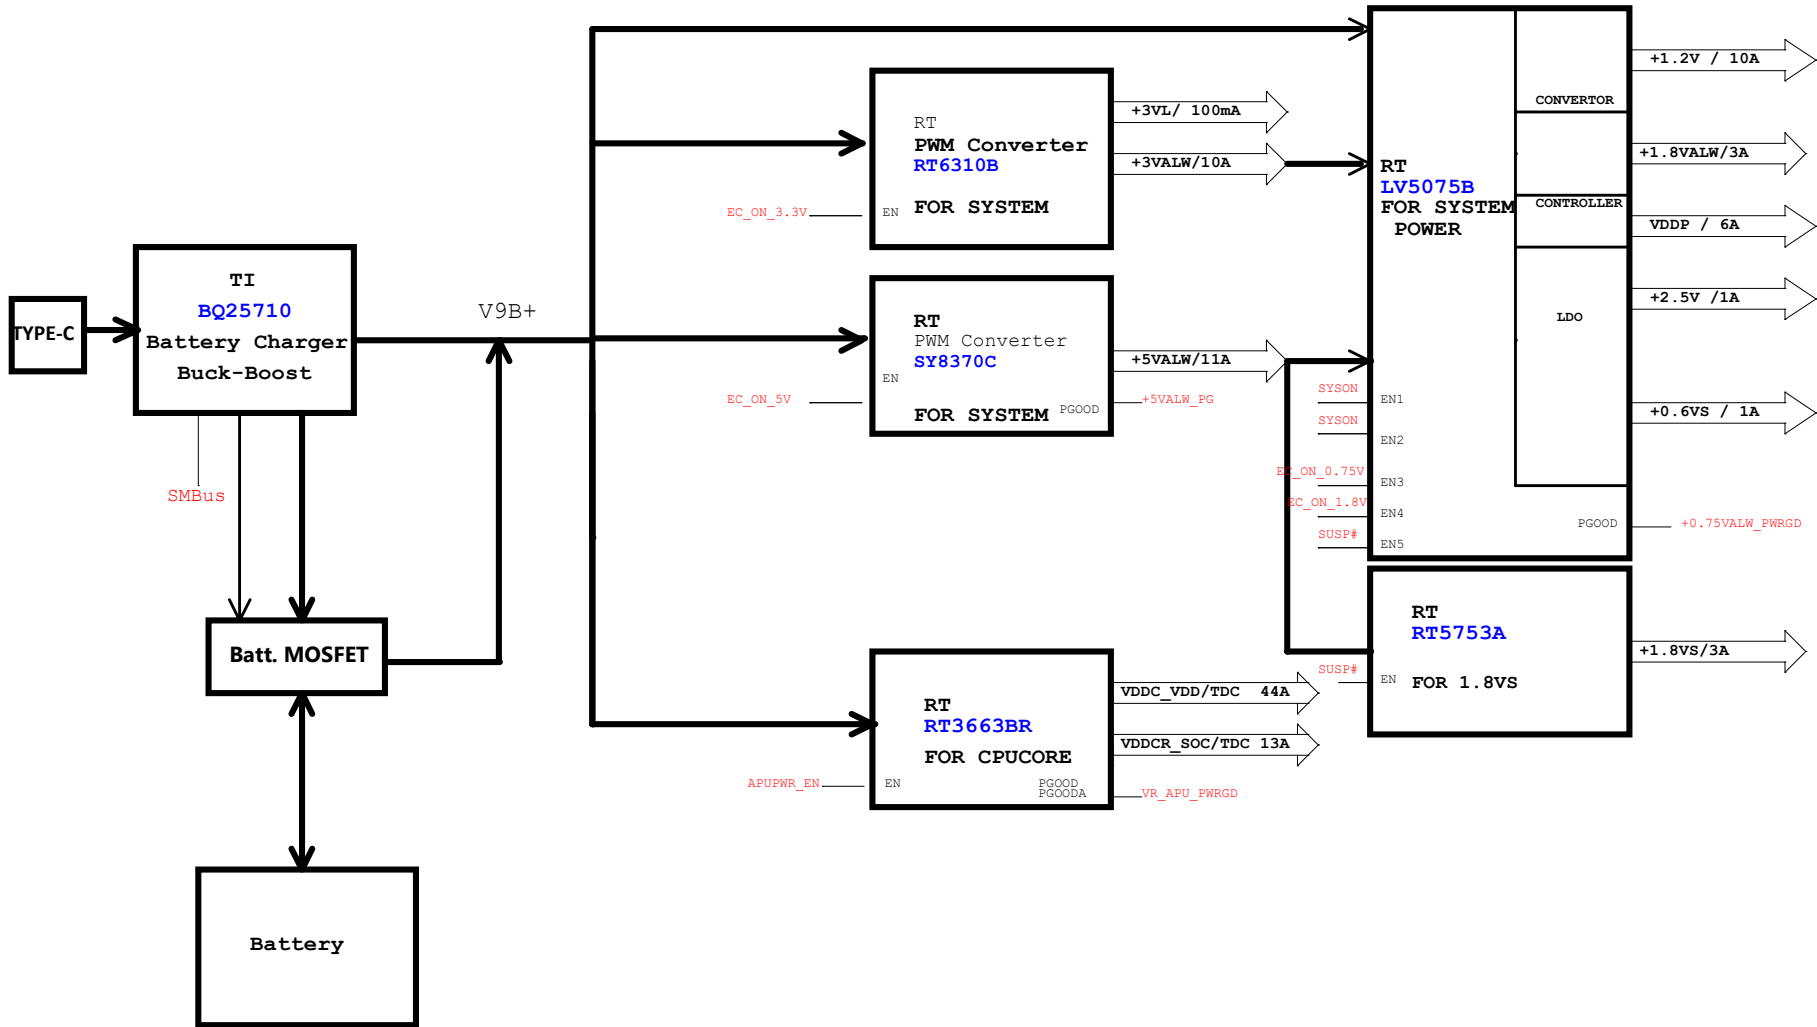 TYPE-C
TI
BQ25710
Battery Charger
Buck-Boost
SMBus
Batt. MOSFET
Battery
V9B+
RT
PWM Converter
RT6310B
EN
FOR SYSTEM
EC_ON_3.3V
+3VL/ 100mA
+3VALW/10A
RT
PWM Converter
SY8370C
EN
FOR SYSTEM
PGOOD
EC_ON_5V
+5VALW/11A
+5VALW_PG
RT
RT3663BR
FOR CPUCORE
EN
PGOOD
PGOODA
APUPWR_EN
VDDC_VDD/TDC 44A
VDDCR_SOC/TDC 13A
VR_APU_PWRGD
RT
LV5075B
FOR SYSTEM
POWER
CONVERTOR
CONTROLLER
LDO
SYSON
EN1
SYSON
EN2
EC_ON_0.75V
EN3
EC_ON_1.8V
EN4
SUSP#
EN5
PGOOD
+1.2V / 10A
+1.8VALW/3A
VDDP / 6A
+2.5V /1A
+0.6VS / 1A
+0.75VALW_PWRGD
RT
RT5753A
SUSP#
EN
FOR 1.8VS
+1.8VS/3A